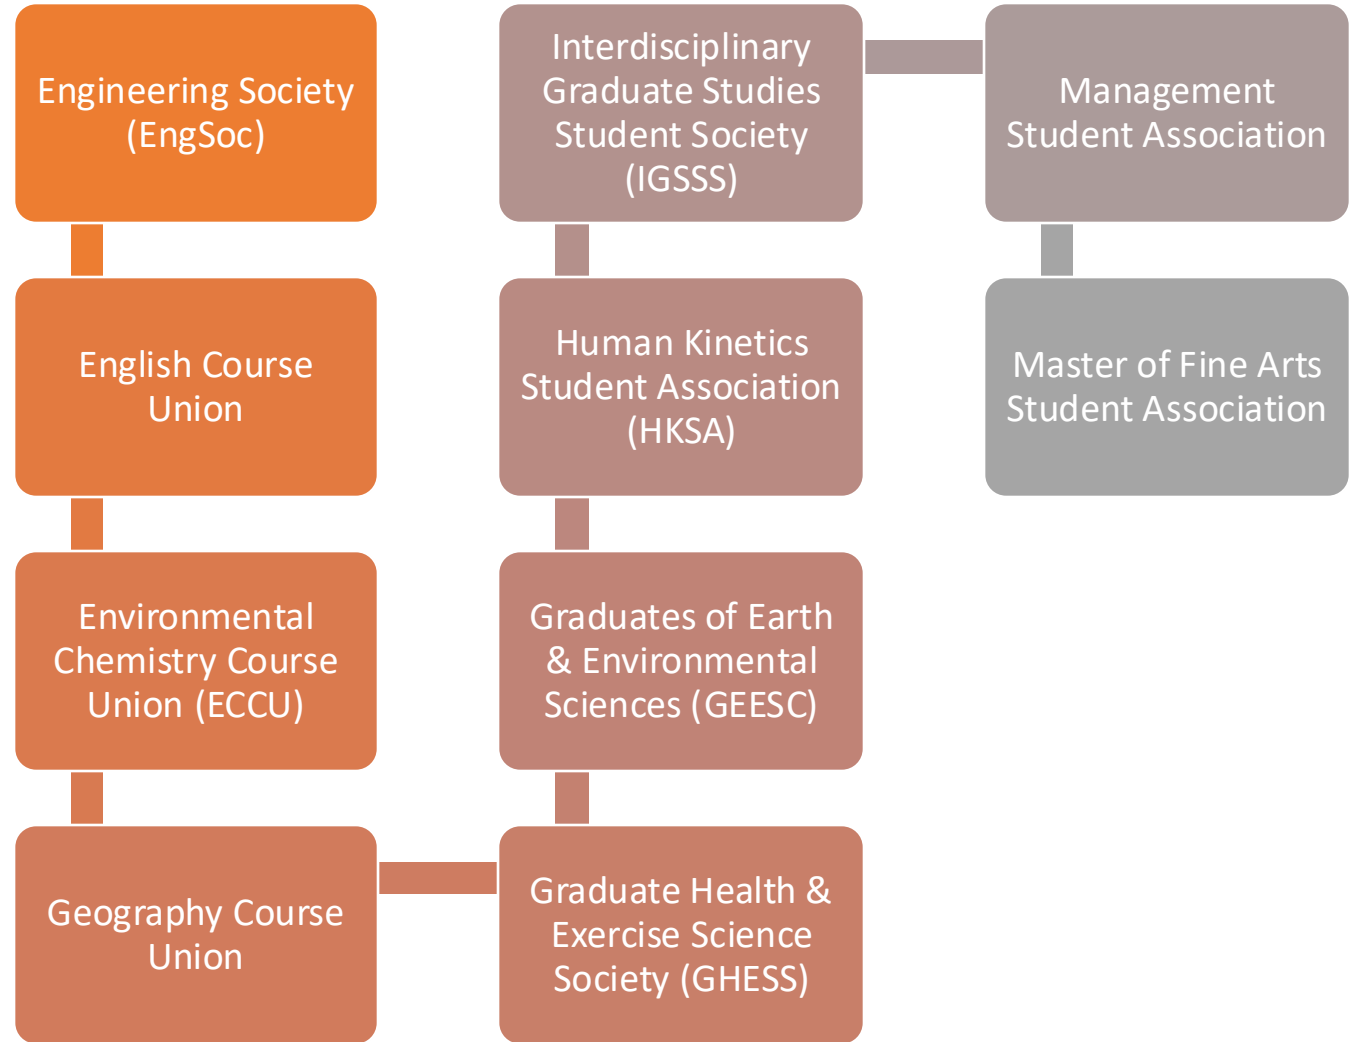 Engineering Society
(EngSoc)
English Course
Union
Environmental
Chemistry Course
Union (ECCU)
Geography Course
Union
Graduate Health &
Exercise Science
Society (GHESS)
Graduates of Earth
& Environmental
Sciences (GEESC)
Human Kinetics
Student Association
(HKSA)
Interdisciplinary
Graduate Studies
Student Society
(IGSSS)
Management
Student Association
Master of Fine Arts
Student Association